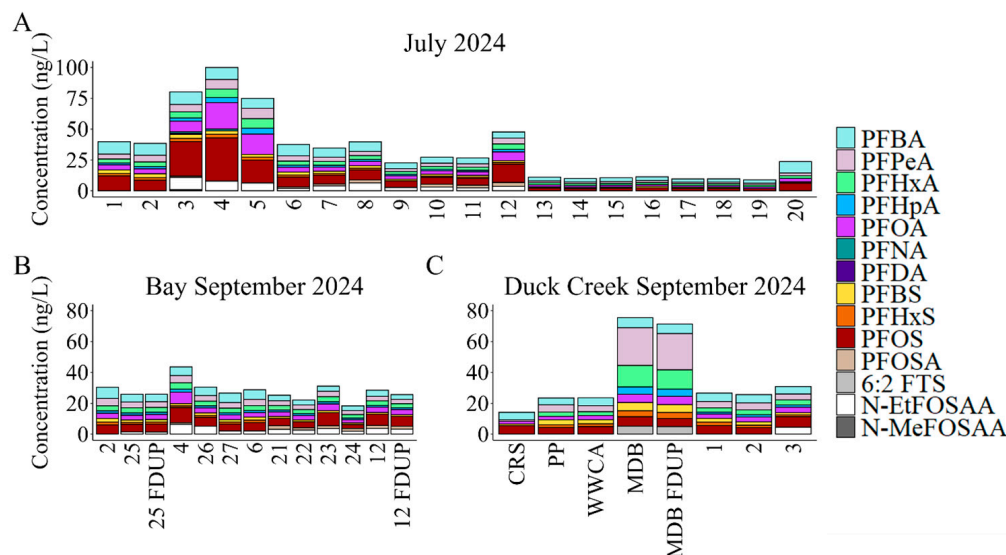 A
July 2024
Concentration (ng/L)
100
75
50
25
0
1 2 3 4 5 6 7 8 9 10 11 12 13 14 15 16 17 18 19 20
B
Bay September 2024
Concentration (ng/L)
80
60
40
20
0
2 25 25 FDUP 4 26 27 6 21 22 23 24 12 12 FDUP
C
Duck Creek September 2024
80
60
40
20
0
CRS PP WWCA MDB MDB FDUP 1 2 3
PFBA
PFPeA
PFHxA
PFHpA
PFOA
PFNA
PFDA
PFBS
PFHxS
PFOS
PFOSA
6:2 FTS
N-EtFOSAA
N-MeFOSAA